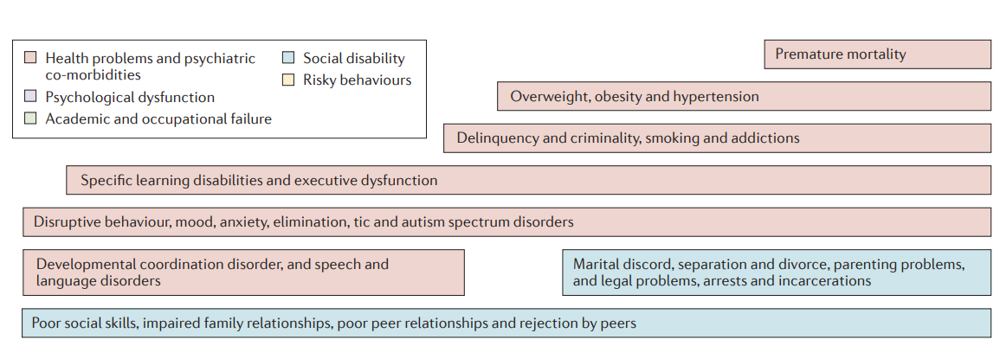 Health problems and psychiatric
co-morbidities
Psychological dysfunction
Academic and occupational failure
Social disability
Risky behaviours
Premature mortality
Overweight, obesity and hypertension
Delinquency and criminality, smoking and addictions
Specific learning disabilities and executive dysfunction
Disruptive behaviour, mood, anxiety, elimination, tic and autism spectrum disorders
Developmental coordination disorder, and speech and
language disorders
Marital discord, separation and divorce, parenting problems,
and legal problems, arrests and incarcerations
Poor social skills, impaired family relationships, poor peer relationships and rejection by peers